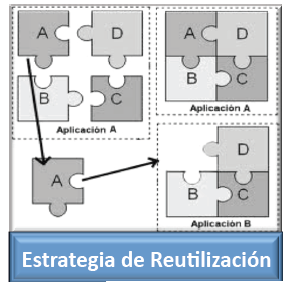 A D
B C
Aplicación A
A D
B C
Aplicación A
A
D
B C
Aplicación B
Estrategia de Reutilización